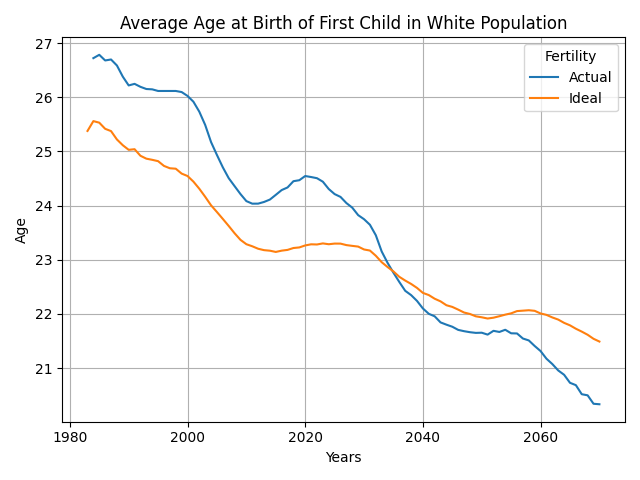 Average Age at Birth of First Child in White Population
Fertility
Actual
Ideal
27
26
25
24
23
22
21
Age
1980
2000
2020
2040
2060
Years